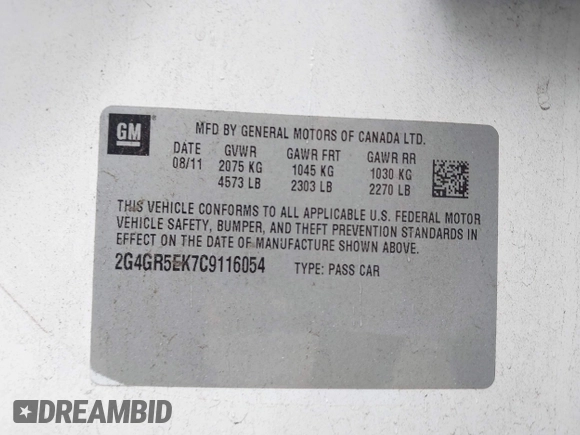 GM
MFD BY GENERAL MOTORS OF CANADA LTD.
DATE GVWR GAWR FRT GAWR RR
08/11 2075 KG 1045 KG 1030 KG
4573 LB 2303 LB 2270 LB
THIS VEHICLE CONFORMS TO ALL APPLICABLE U.S. FEDERAL MOTOR
VEHICLE SAFETY, BUMPER, AND THEFT PREVENTION STANDARDS IN
EFFECT ON THE DATE OF MANUFACTURE SHOWN ABOVE.
2G4GR5EK7C9116054 TYPE: PASS CAR
DREAMBID